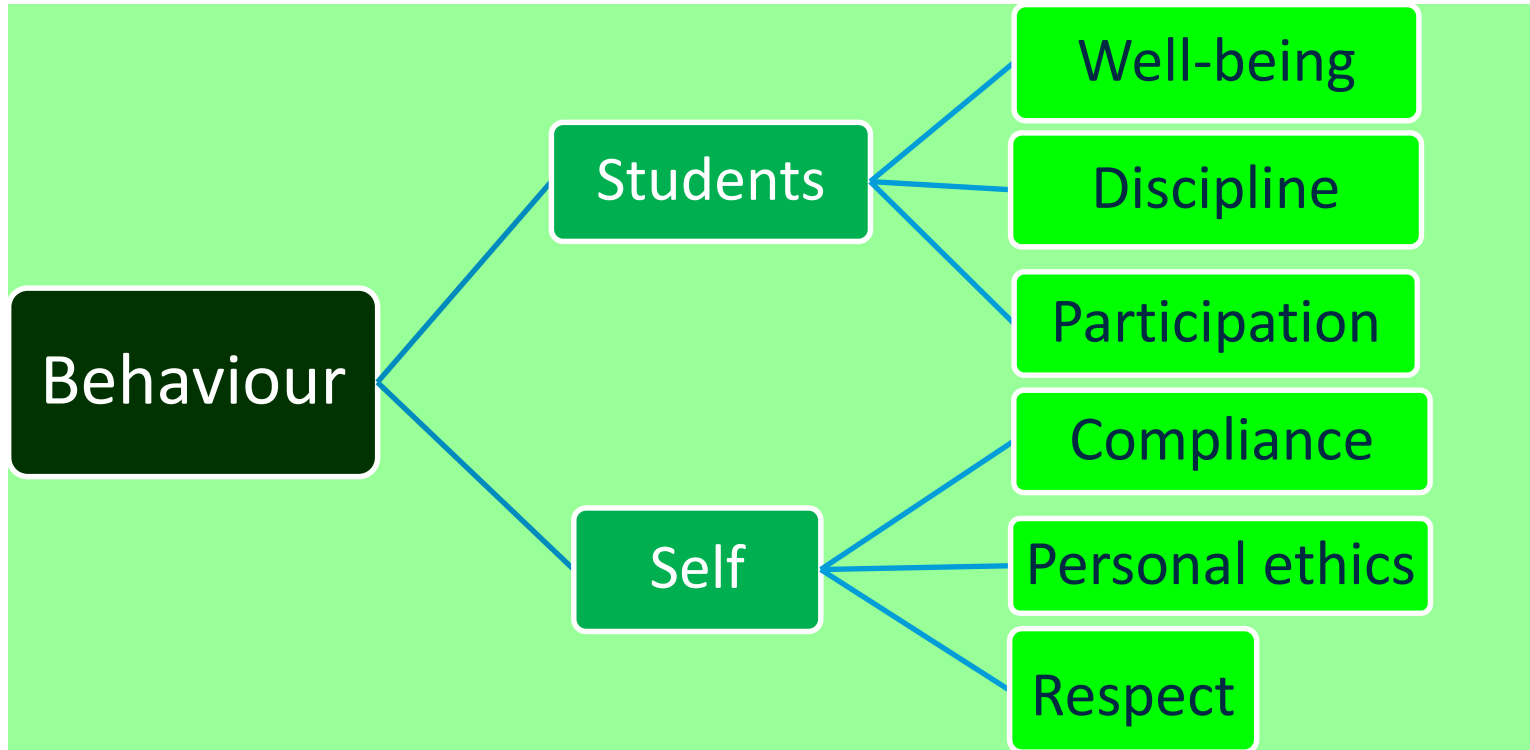 Behaviour
Students
Well-being
Discipline
Participation
Self
Compliance
Personal ethics
Respect